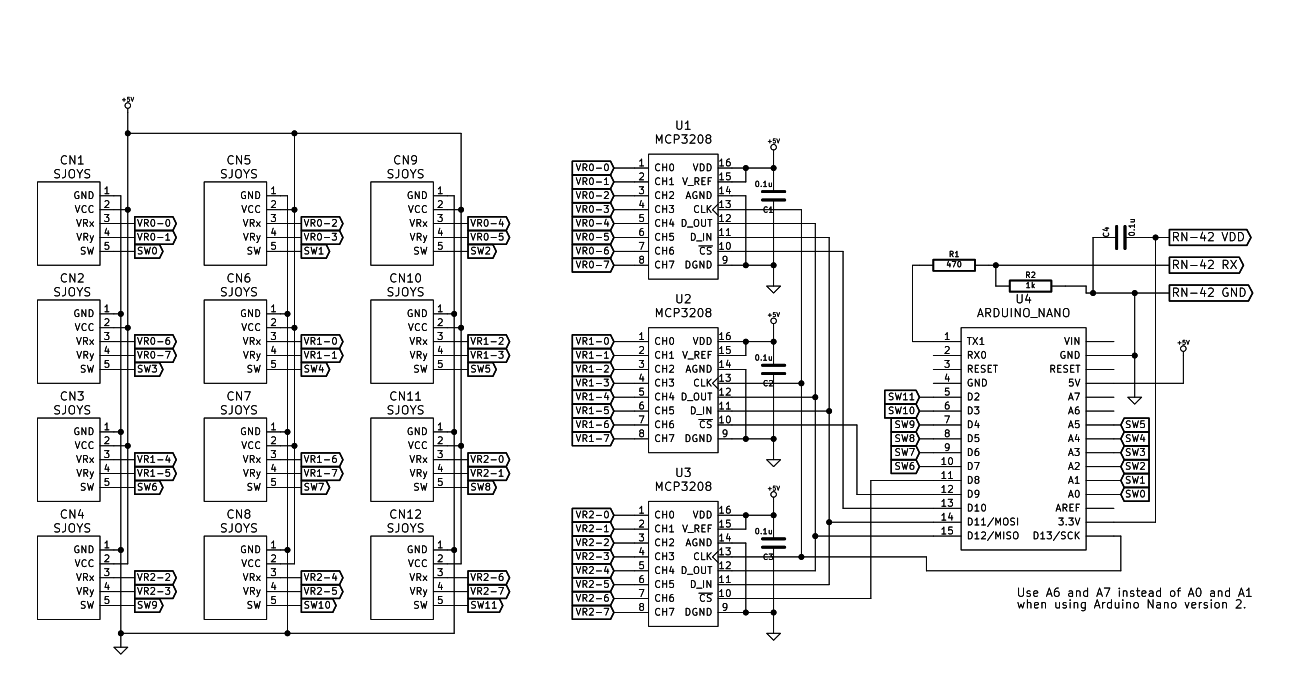 +5V
CN1
SJOYS
GND 1
VCC 2
VRx 3 VR0-0
VRy 4 VR0-1
SW 5 SW0
CN2
SJOYS
GND 1
VCC 2
VRx 3 VR0-6
VRy 4 VR0-7
SW 5 SW3
CN3
SJOYS
GND 1
VCC 2
VRx 3 VR1-4
VRy 4 VR1-5
SW 5 SW6
CN4
SJOYS
GND 1
VCC 2
VRx 3 VR2-2
VRy 4 VR2-3
SW 5 SW9
CN5
SJOYS
GND 1
VCC 2
VRx 3 VR0-2
VRy 4 VR0-3
SW 5 SW1
CN6
SJOYS
GND 1
VCC 2
VRx 3 VR1-0
VRy 4 VR1-1
SW 5 SW4
CN7
SJOYS
GND 1
VCC 2
VRx 3 VR1-6
VRy 4 VR1-7
SW 5 SW7
CN8
SJOYS
GND 1
VCC 2
VRx 3 VR2-4
VRy 4 VR2-5
SW 5 SW10
CN9
SJOYS
GND 1
VCC 2
VRx 3 VR0-4
VRy 4 VR0-5
SW 5 SW2
CN10
SJOYS
GND 1
VCC 2
VRx 3 VR1-2
VRy 4 VR1-3
SW 5 SW5
CN11
SJOYS
GND 1
VCC 2
VRx 3 VR2-0
VRy 4 VR2-1
SW 5 SW8
CN12
SJOYS
GND 1
VCC 2
VRx 3 VR2-6
VRy 4 VR2-7
SW 5 SW11
U1
MCP3208
+5V
VR0-0 1 CH0 VDD 16
VR0-1 2 CH1 V_REF 15
VR0-2 3 CH2 AGND 14
VR0-3 4 CH3 CLK 13
VR0-4 5 CH4 D_OUT 12
VR0-5 6 CH5 D_IN 11
VR0-6 7 CH6 CS 10
VR0-7 8 CH7 DGND 9
0.1u
C1
U2
MCP3208
+5V
VR1-0 1 CH0 VDD 16
VR1-1 2 CH1 V_REF 15
VR1-2 3 CH2 AGND 14
VR1-3 4 CH3 CLK 13
VR1-4 5 CH4 D_OUT 12
VR1-5 6 CH5 D_IN 11
VR1-6 7 CH6 CS 10
VR1-7 8 CH7 DGND 9
0.1u
C2
U3
MCP3208
+5V
VR2-0 1 CH0 VDD 16
VR2-1 2 CH1 V_REF 15
VR2-2 3 CH2 AGND 14
VR2-3 4 CH3 CLK 13
VR2-4 5 CH4 D_OUT 12
VR2-5 6 CH5 D_IN 11
VR2-6 7 CH6 CS 10
VR2-7 8 CH7 DGND 9
0.1u
C3
C4
0.1u
RN-42 VDD
R1
470
RN-42 RX
R2
1k
RN-42 GND
U4
ARDUINO_NANO
+5V
1 TX1 VIN
2 RX0 GND
3 RESET RESET
4 GND 5V
SW11 5 D2 A7
SW10 6 D3 A6
SW9 7 D4 A5 SW5
SW8 8 D5 A4 SW4
SW7 9 D6 A3 SW3
SW6 10 D7 A2 SW2
11 D8 A1 SW1
12 D9 A0 SW0
13 D10 AREF
14 D11/MOSI 3.3V
15 D12/MISO D13/SCK
Use A6 and A7 instead of A0 and A1
when using Arduino Nano version 2.